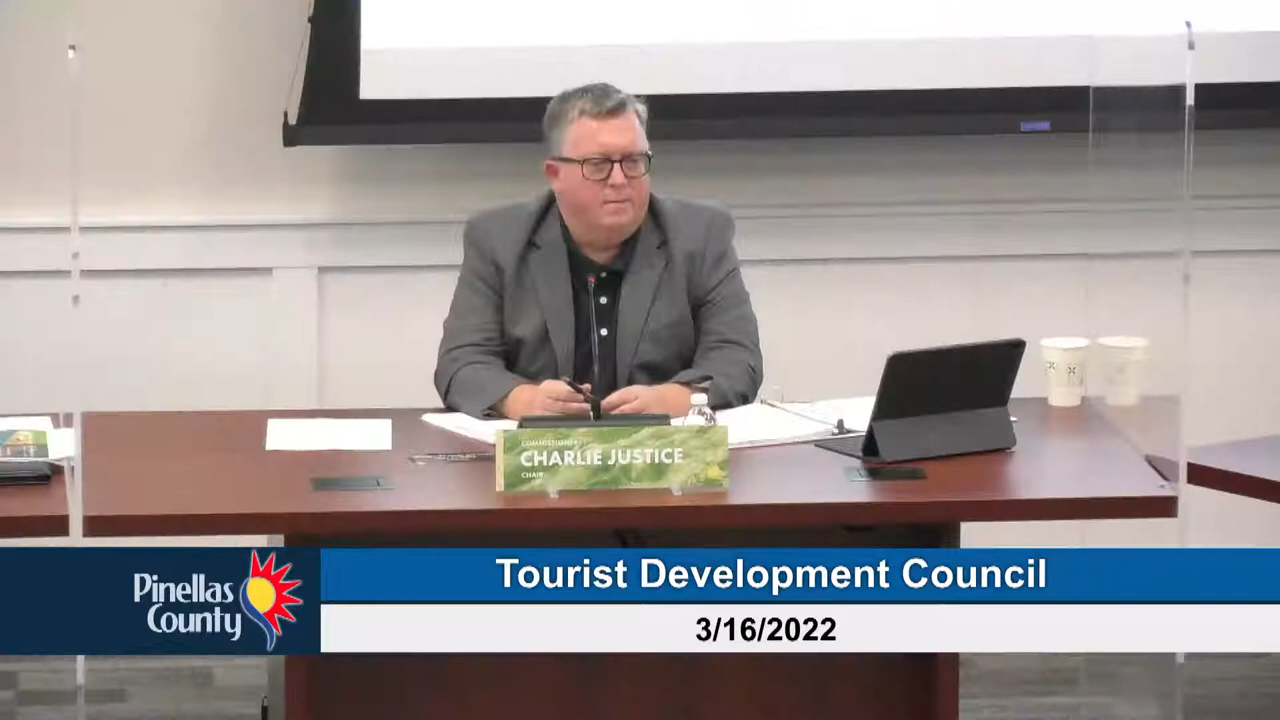 COMMISSIONER
CHARLIE JUSTICE
CHAIR
Pinellas
County
Tourist Development Council
3/16/2022